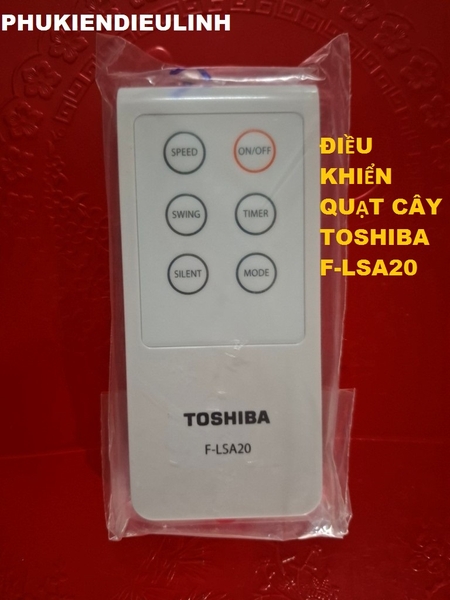 PHUKIENDIEULINH
SPEED
ON/OFF
SWING
TIMER
SILENT
MODE
TOSHIBA
F-LSA20
ĐIỀU
KHIỂN
QUẠT CÂY
TOSHIBA
F-LSA20